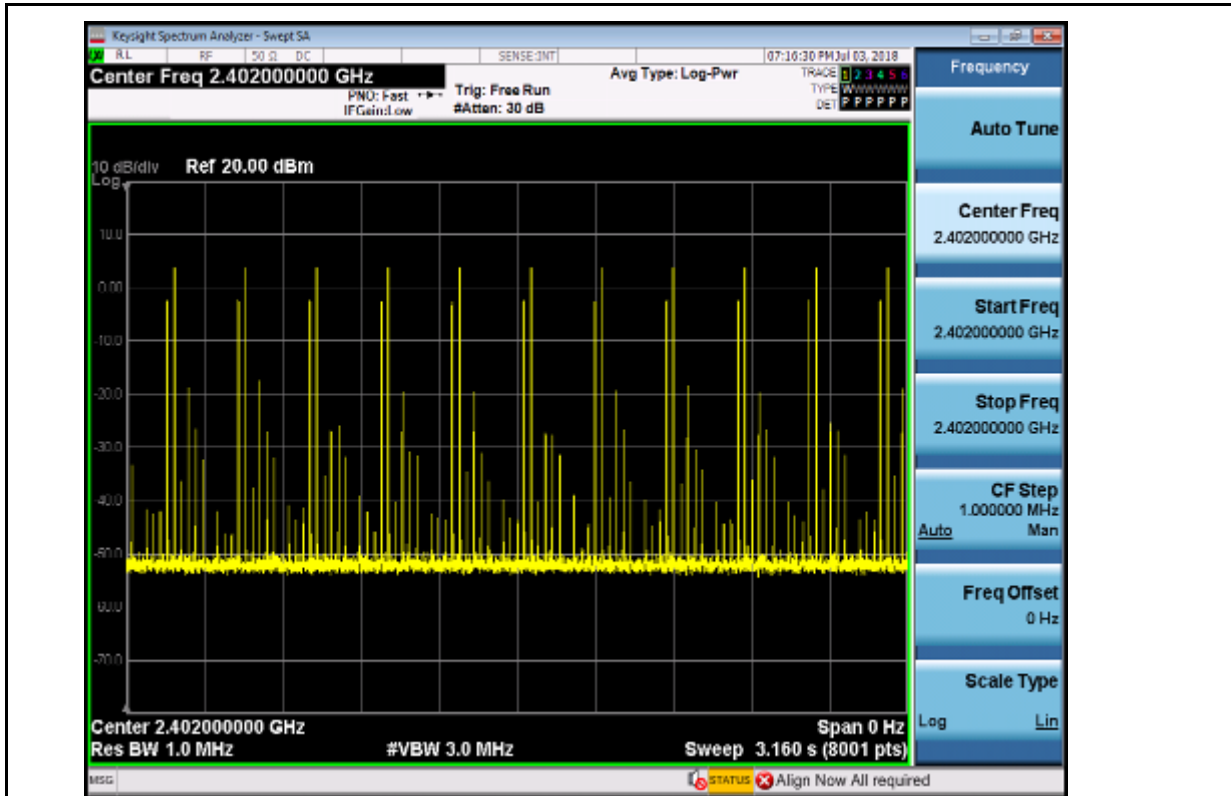 Keysight Spectrum Analyzer - Swept SA
RL RF 50 Ω DC SENSE:INT 07:16:30 PM Jul 03, 2018
Center Freq 2.402000000 GHz
Avg Type: Log-Pwr
TRACE 1 2 3 4 5 6
TYPE WWWWWW
DET P P P P P P
PNO: Fast
IFGain:Low
Trig: Free Run
#Atten: 30 dB
10 dB/div
Log
Ref 20.00 dBm
10.0
0.00
-10.0
-20.0
-30.0
-40.0
-50.0
-60.0
-70.0
Center 2.402000000 GHz
Span 0 Hz
Res BW 1.0 MHz
#VBW 3.0 MHz
Sweep 3.160 s (8001 pts)
MSG
STATUS
Align Now All required
Frequency
Auto Tune
Center Freq
2.402000000 GHz
Start Freq
2.402000000 GHz
Stop Freq
2.402000000 GHz
CF Step
1.000000 MHz
Auto Man
Freq Offset
0 Hz
Scale Type
Log Lin